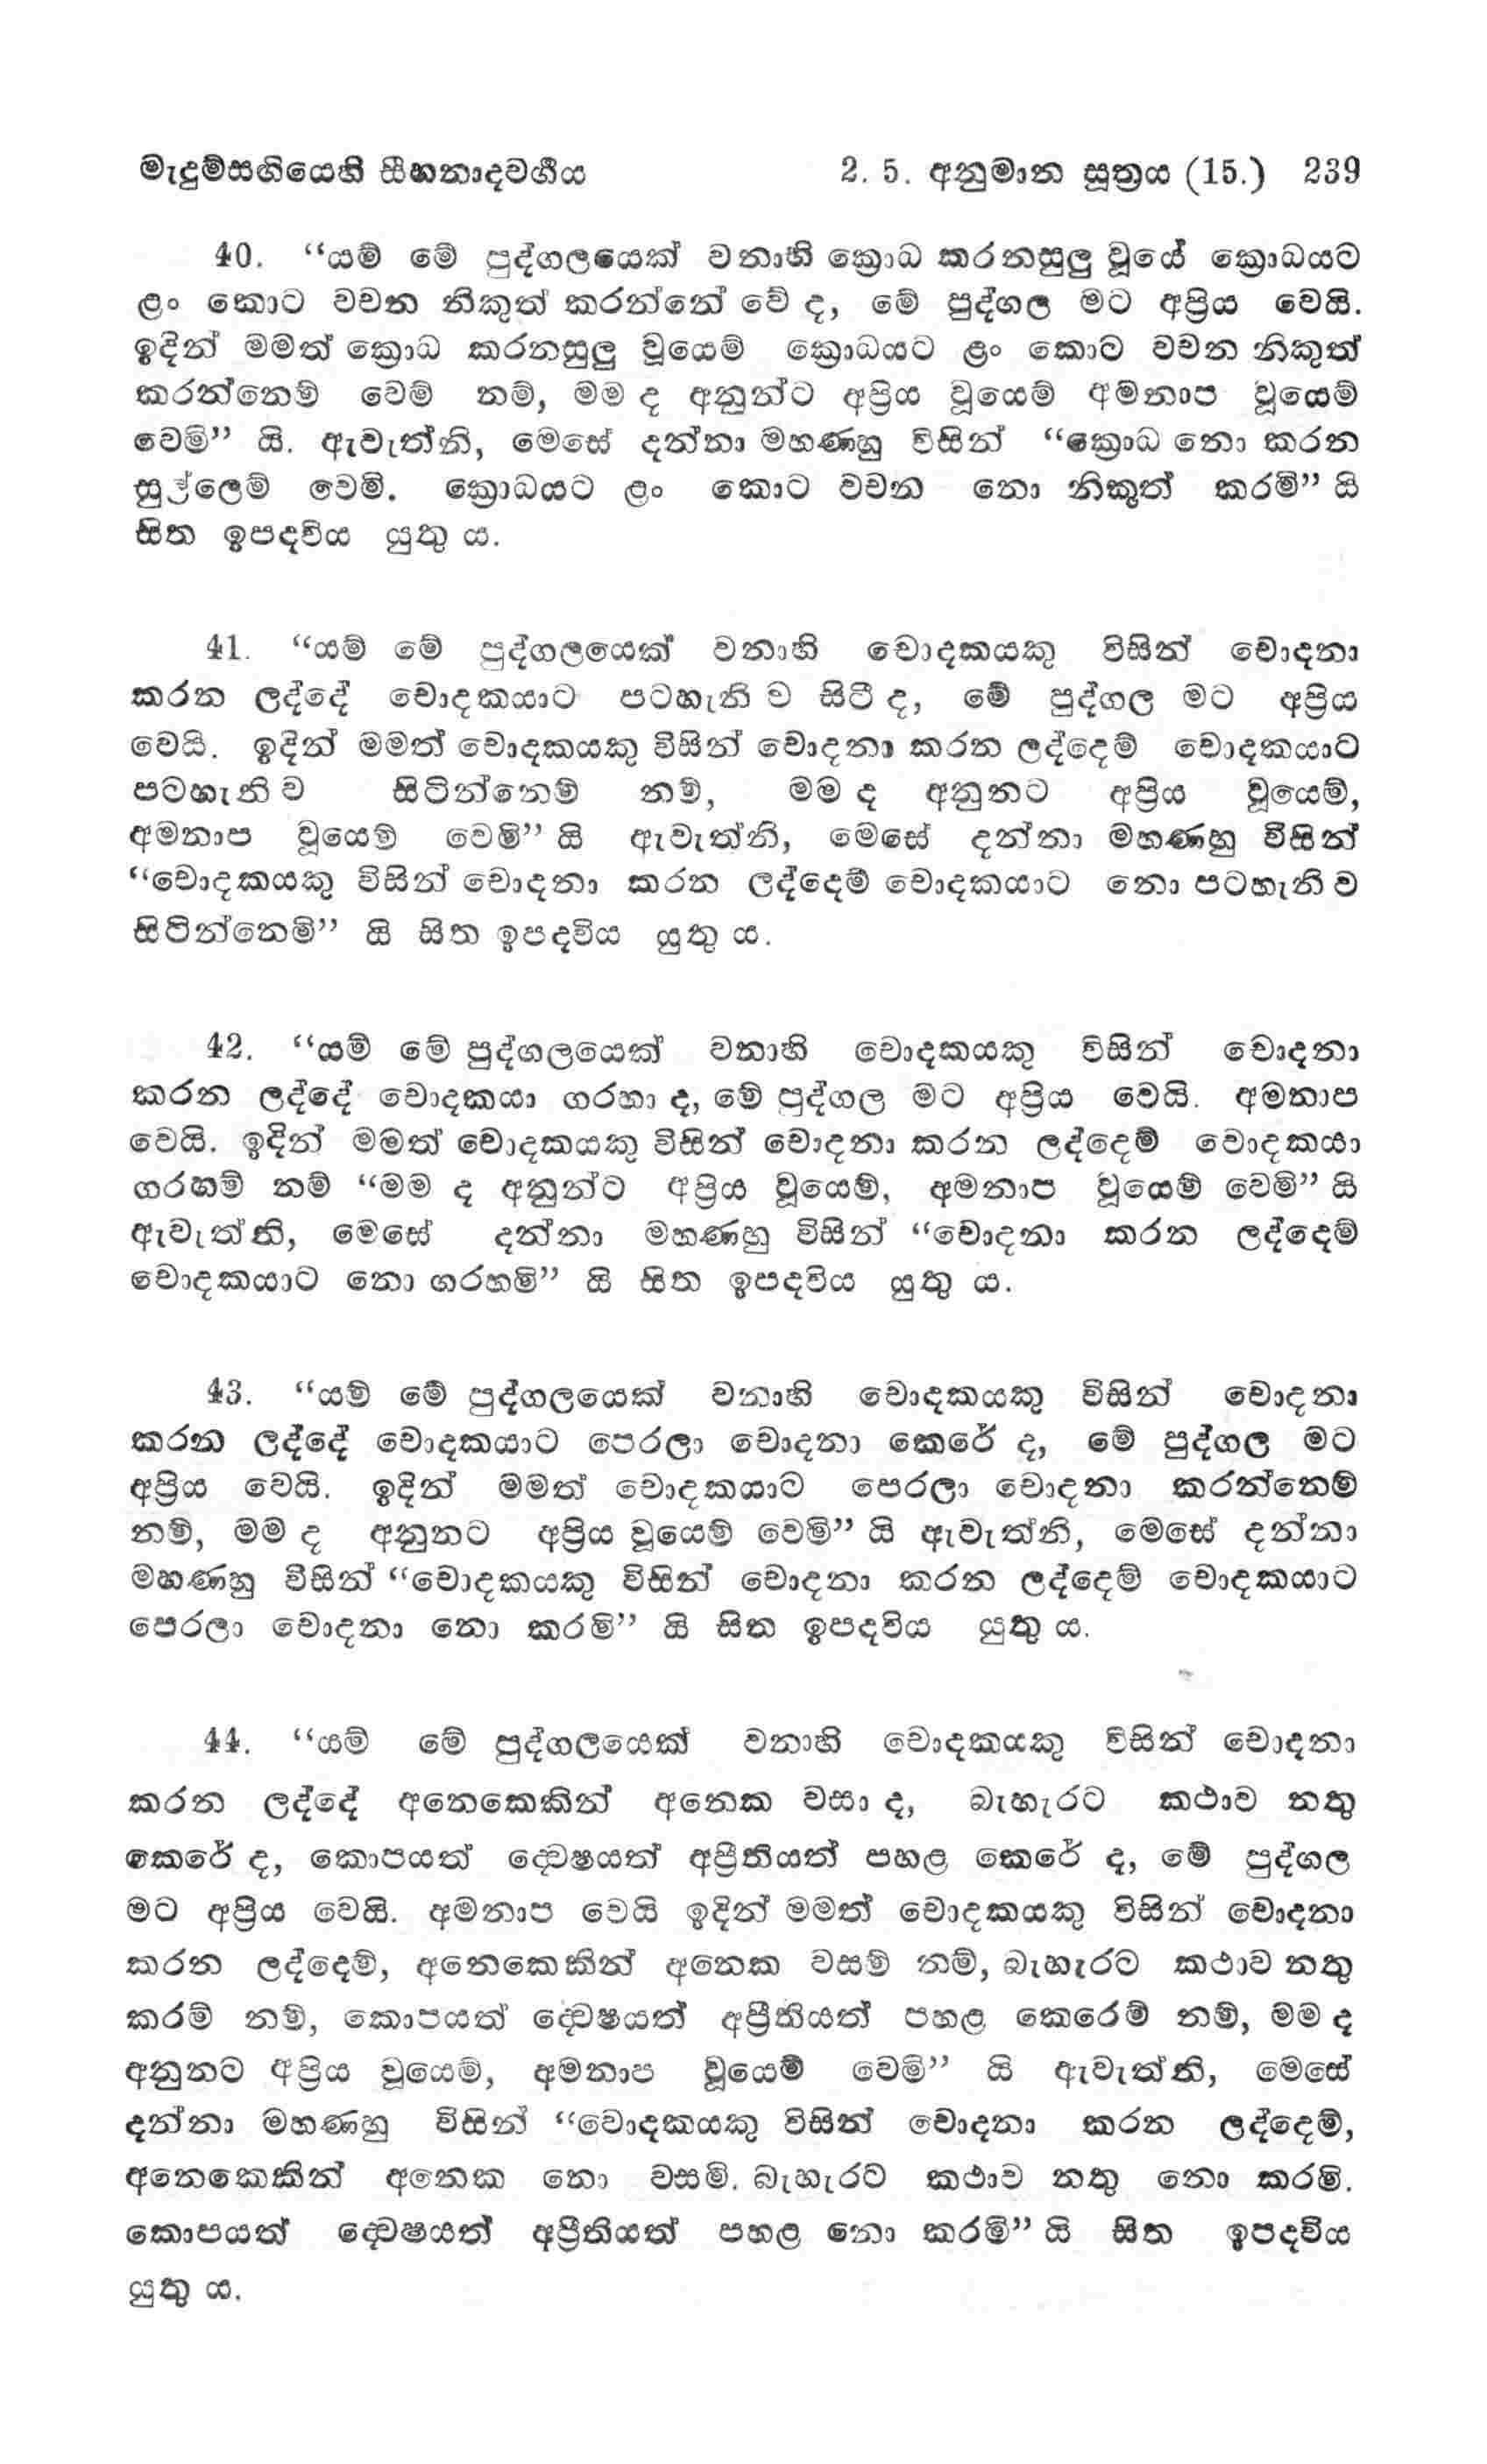 මැදුම්සඟියෙහි සීහනාදවර්ගය 2. 5. අනුමාන සූත්‍රය (15.) 239
40. “යම් මේ පුද්ගලයෙක් වනාහි ක්‍රොධ කරනසුලු වූයේ ක්‍රොධයට
ළං කොට වචන නිකුත් කරන්නේ වේ ද, මේ පුද්ගල මට අප්‍රිය වෙයි.
ඉදින් මමත් ක්‍රොධ කරනසුලු වූයෙම් ක්‍රොධයට ළං කොට වචන නිකුත්
කරන්නෙම් වෙම් නම්, මම ද අනුන්ට අප්‍රිය වූයෙම් අමනාප වූයෙම්
වෙමි” යි. ඇවැත්නි, මෙසේ දන්නා මහණහු විසින් “ක්‍රොධ නො කරන
සුල්ලෙම් වෙමි. ක්‍රොධයට ළං කොට වචන නො නිකුත් කරමි” යි
සිත ඉපදවිය යුතු ය.
41. “යම් මේ පුද්ගලයෙක් වනාහි චොදකයකු විසින් චොදනා
කරන ලද්දේ චොදකයාට පටහැනි ව සිටී ද, මේ පුද්ගල මට අප්‍රිය
වෙයි. ඉදින් මමත් චොදකයකු විසින් චොදනා කරන ලද්දෙම් චොදකයාට
පටහැනි ව සිටින්නෙම් නම්, මම ද අනුනට අප්‍රිය වූයෙම්,
අමනාප වූයෙම් වෙමි” යි ඇවැත්නි, මෙසේ දන්නා මහණහු විසින්
“චොදකයකු විසින් චොදනා කරන ලද්දෙම් චොදකයාට නො පටහැනි ව
සිටින්නෙමි” යි සිත ඉපදවිය යුතු ය.
42. “යම් මේ පුද්ගලයෙක් වනාහි චොදකයකු විසින් චොදනා
කරන ලද්දේ චොදකයා ගරහා ද, මේ පුද්ගල මට අප්‍රිය වෙයි. අමනාප
වෙයි. ඉදින් මමත් චොදකයකු විසින් චොදනා කරන ලද්දෙම් චොදකයා
ගරහම් නම් “මම ද අනුන්ට අප්‍රිය වූයෙම්, අමනාප වූයෙම් වෙමි” යි
ඇවැත්නි, මෙසේ දන්නා මහණහු විසින් “චොදනා කරන ලද්දෙම්
චොදකයාට නො ගරහමි” යි සිත ඉපදවිය යුතු ය.
43. “යම් මේ පුද්ගලයෙක් වනාහි චොදකයකු විසින් චොදනා
කරන ලද්දේ චොදකයාට පෙරලා චොදනා කෙරේ ද, මේ පුද්ගල මට
අප්‍රිය වෙයි. ඉදින් මමත් චොදකයාට පෙරලා චොදනා කරන්නෙම්
නම්, මම ද අනුනට අප්‍රිය වූයෙම් වෙමි” යි ඇවැත්නි, මෙසේ දන්නා
මහණහු විසින් “චොදකයකු විසින් චොදනා කරන ලද්දෙම් චොදකයාට
පෙරලා චොදනා නො කරමි” යි සිත ඉපදවිය යුතු ය.
44. “යම් මේ පුද්ගලයෙක් වනාහි චොදකයකු විසින් චොදනා
කරන ලද්දේ අනෙකෙකින් අනෙක වසා ද, බැහැරට කථාව නතු
කෙරේ ද, කොපයත් ද්වෙෂයත් අප්‍රීතියත් පහළ කෙරේ ද, මේ පුද්ගල
මට අප්‍රිය වෙයි. අමනාප වෙයි ඉදින් මමත් චොදකයකු විසින් චොදනා
කරන ලද්දෙම්, අනෙකෙකින් අනෙක වසම් නම්, බැහැරට කථාව නතු
කරම් නම්, කොපයත් ද්වෙෂයත් අප්‍රීතියත් පහළ කෙරෙම් නම්, මම ද
අනුනට අප්‍රිය වූයෙම්, අමනාප වූයෙම් වෙමි” යි ඇවැත්නි, මෙසේ
දන්නා මහණහු විසින් “චොදකයකු විසින් චොදනා කරන ලද්දෙම්,
අනෙකෙකින් අනෙක නො වසමි. බැහැරට කථාව නතු නො කරමි.
කොපයත් ද්වෙෂයත් අප්‍රීතියත් පහළ නො කරමි” යි සිත ඉපදවිය
යුතු ය.